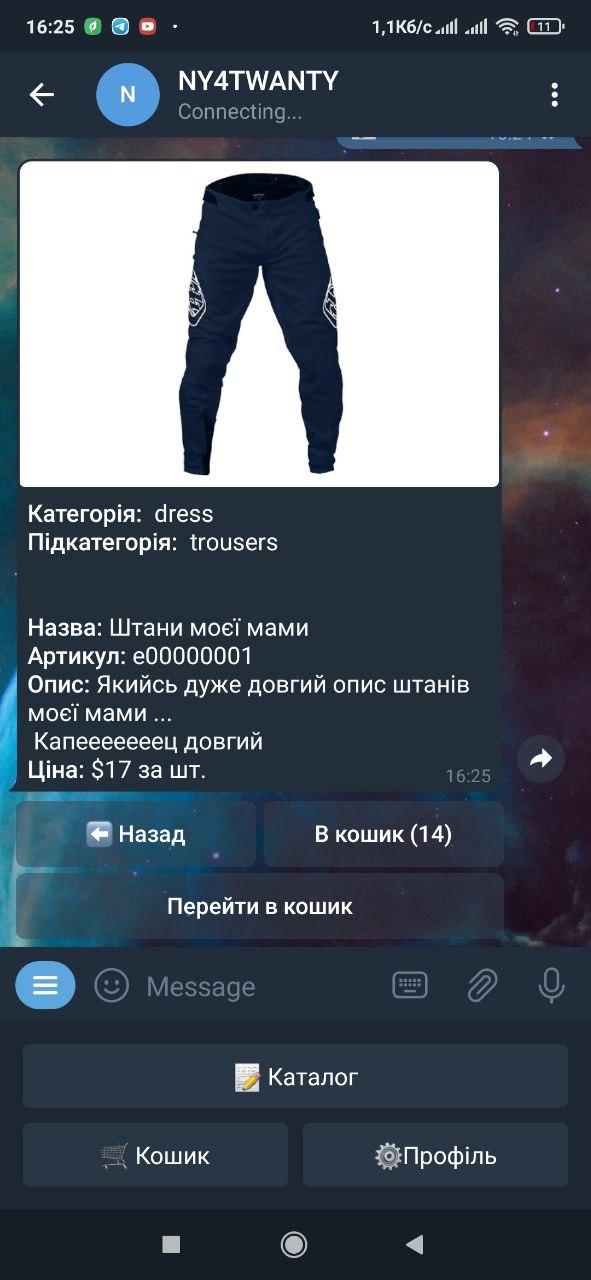 16:25
1,1Кб/с
11
N
NY4TWANTY
Connecting...
Категорія: dress
Підкатегорія: trousers
Назва: Штани моєї мами
Артикул: e00000001
Опис: Якийсь дуже довгий опис штанів
моєї мами ...
Капеееееееец довгий
Ціна: $17 за шт.
16:25
Назад
В кошик (14)
Перейти в кошик
Message
Каталог
Кошик
Профіль